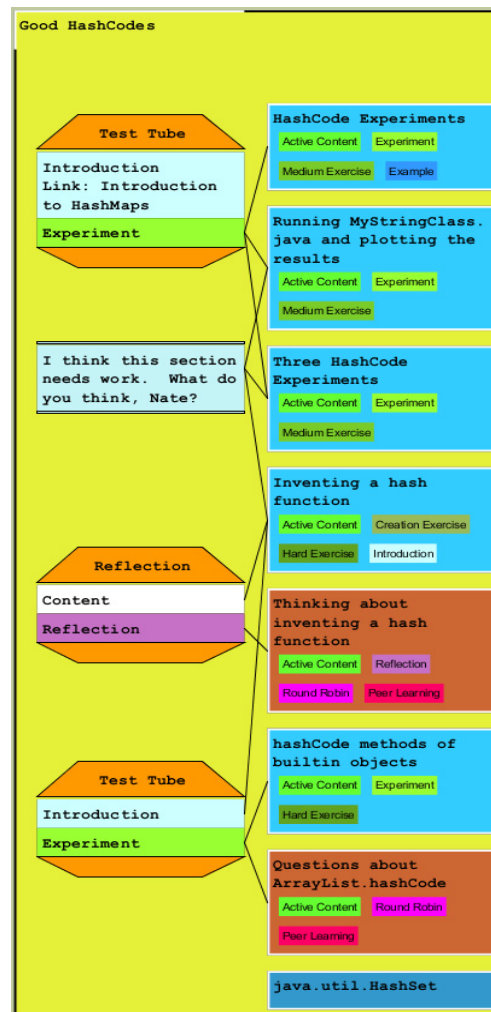 Good HashCodes
Test Tube
Introduction
Link: Introduction
to HashMaps
Experiment
HashCode Experiments
Active Content Experiment
Medium Exercise Example
Running MyStringClass.
java and plotting the
results
Active Content Experiment
Medium Exercise
I think this section
needs work. What do
you think, Nate?
Three HashCode
Experiments
Active Content Experiment
Medium Exercise
Inventing a hash
function
Active Content Creation Exercise
Hard Exercise Introduction
Reflection
Content
Reflection
Thinking about
inventing a hash
function
Active Content Reflection
Round Robin Peer Learning
Test Tube
Introduction
Experiment
hashCode methods of
builtin objects
Active Content Experiment
Hard Exercise
Questions about
ArrayList.hashCode
Active Content Round Robin
Peer Learning
java.util.HashSet